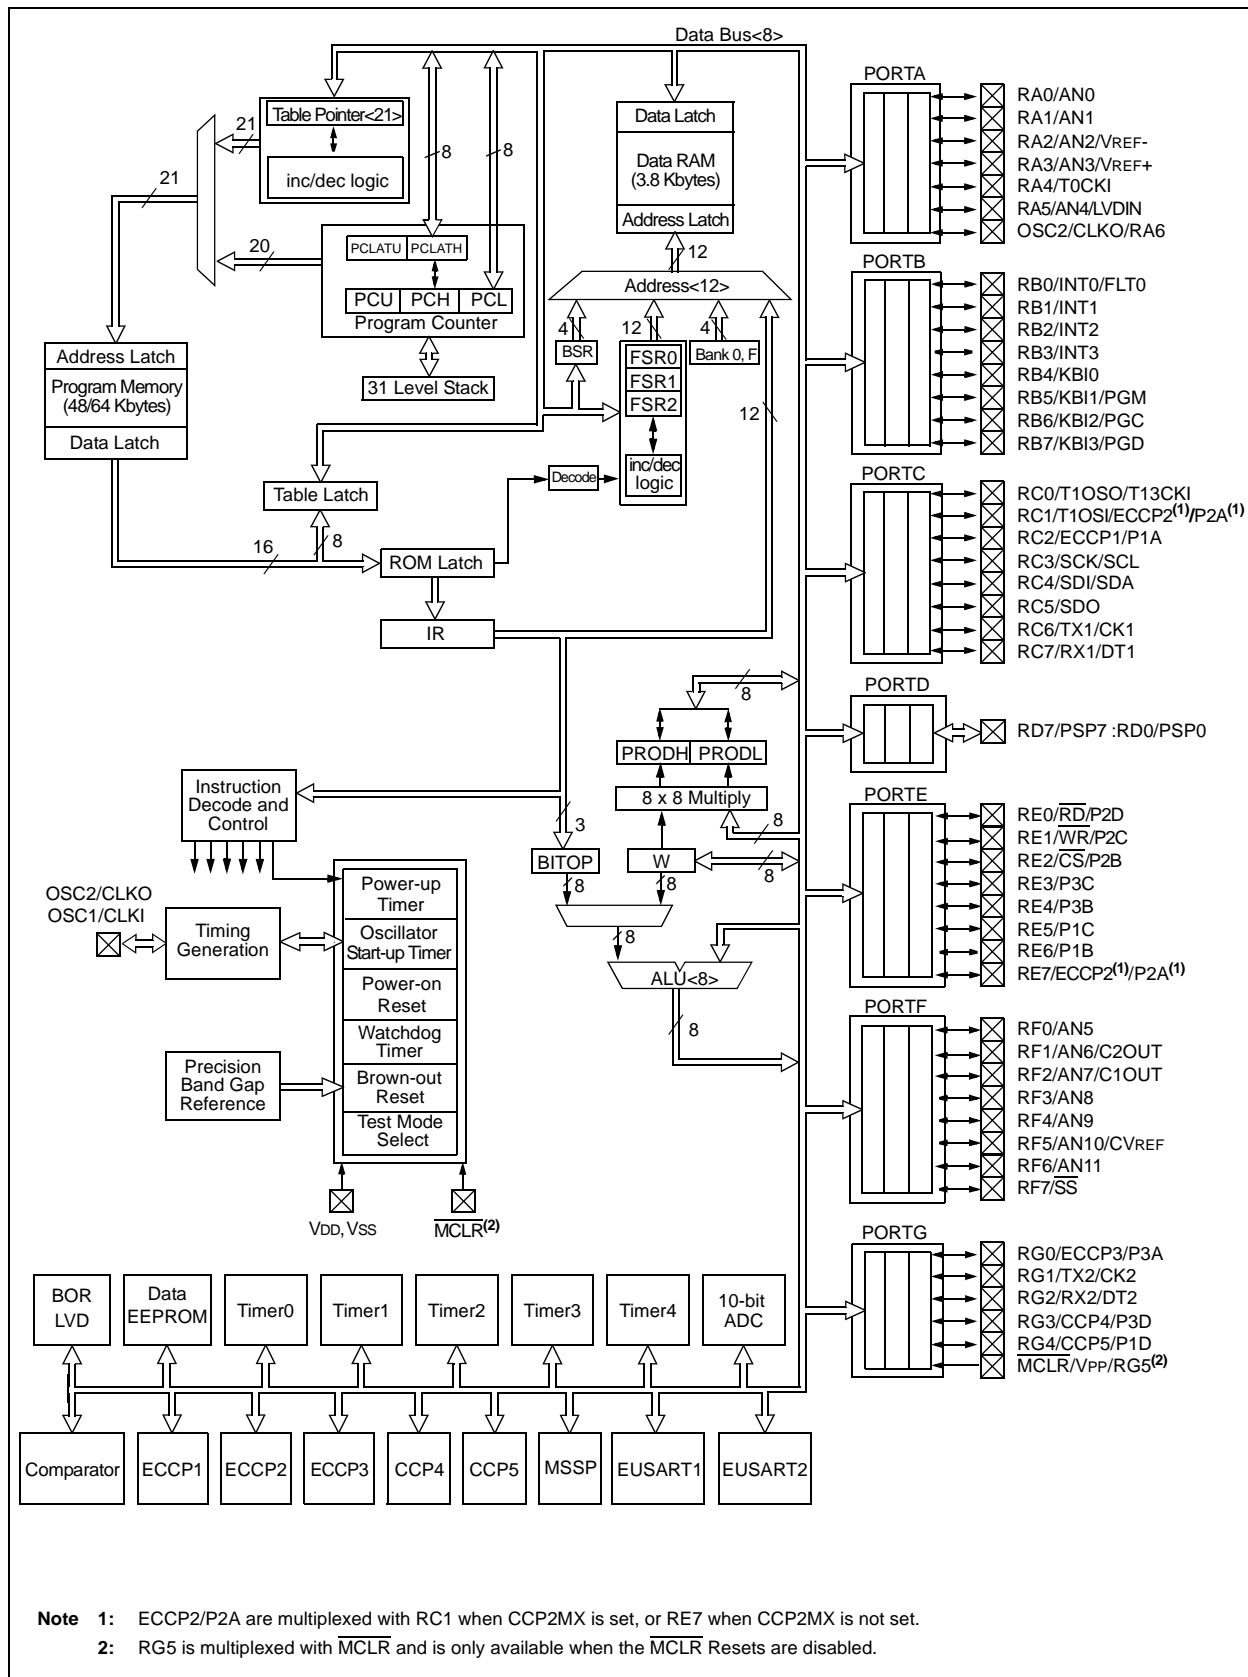 Data Bus<8>
21
Table Pointer<21>
inc/dec logic
21
8
8
20
PCLATU PCLATH
PCU PCH PCL
Program Counter
31 Level Stack
Address Latch
Program Memory
(48/64 Kbytes)
Data Latch
16
8
Table Latch
ROM Latch
IR
Data Latch
Data RAM
(3.8 Kbytes)
Address Latch
12
Address<12>
4
12
4
BSR
FSR0
FSR1
FSR2
inc/dec
logic
Bank 0, F
12
Decode
8
PRODH PRODL
8 x 8 Multiply
8
3
BITOP
W
8
8
8
8
ALU<8>
8
Instruction
Decode and
Control
OSC2/CLKO
OSC1/CLKI
Timing
Generation
Power-up
Timer
Oscillator
Start-up Timer
Power-on
Reset
Watchdog
Timer
Brown-out
Reset
Test Mode
Select
Precision
Band Gap
Reference
VDD, VSS
MCLR(2)
PORTA
RA0/AN0
RA1/AN1
RA2/AN2/VREF-
RA3/AN3/VREF+
RA4/T0CKI
RA5/AN4/LVDIN
OSC2/CLKO/RA6
PORTB
RB0/INT0/FLT0
RB1/INT1
RB2/INT2
RB3/INT3
RB4/KBI0
RB5/KBI1/PGM
RB6/KBI2/PGC
RB7/KBI3/PGD
PORTC
RC0/T1OSO/T13CKI
RC1/T1OSI/ECCP2(1)/P2A(1)
RC2/ECCP1/P1A
RC3/SCK/SCL
RC4/SDI/SDA
RC5/SDO
RC6/TX1/CK1
RC7/RX1/DT1
PORTD
RD7/PSP7 :RD0/PSP0
PORTE
RE0/RD/P2D
RE1/WR/P2C
RE2/CS/P2B
RE3/P3C
RE4/P3B
RE5/P1C
RE6/P1B
RE7/ECCP2(1)/P2A(1)
PORTF
RF0/AN5
RF1/AN6/C2OUT
RF2/AN7/C1OUT
RF3/AN8
RF4/AN9
RF5/AN10/CVREF
RF6/AN11
RF7/SS
PORTG
RG0/ECCP3/P3A
RG1/TX2/CK2
RG2/RX2/DT2
RG3/CCP4/P3D
RG4/CCP5/P1D
MCLR/VPP/RG5(2)
BOR
LVD
Data
EEPROM
Timer0
Timer1
Timer2
Timer3
Timer4
10-bit
ADC
Comparator
ECCP1
ECCP2
ECCP3
CCP4
CCP5
MSSP
EUSART1
EUSART2
Note 1: ECCP2/P2A are multiplexed with RC1 when CCP2MX is set, or RE7 when CCP2MX is not set.
2: RG5 is multiplexed with MCLR and is only available when the MCLR Resets are disabled.